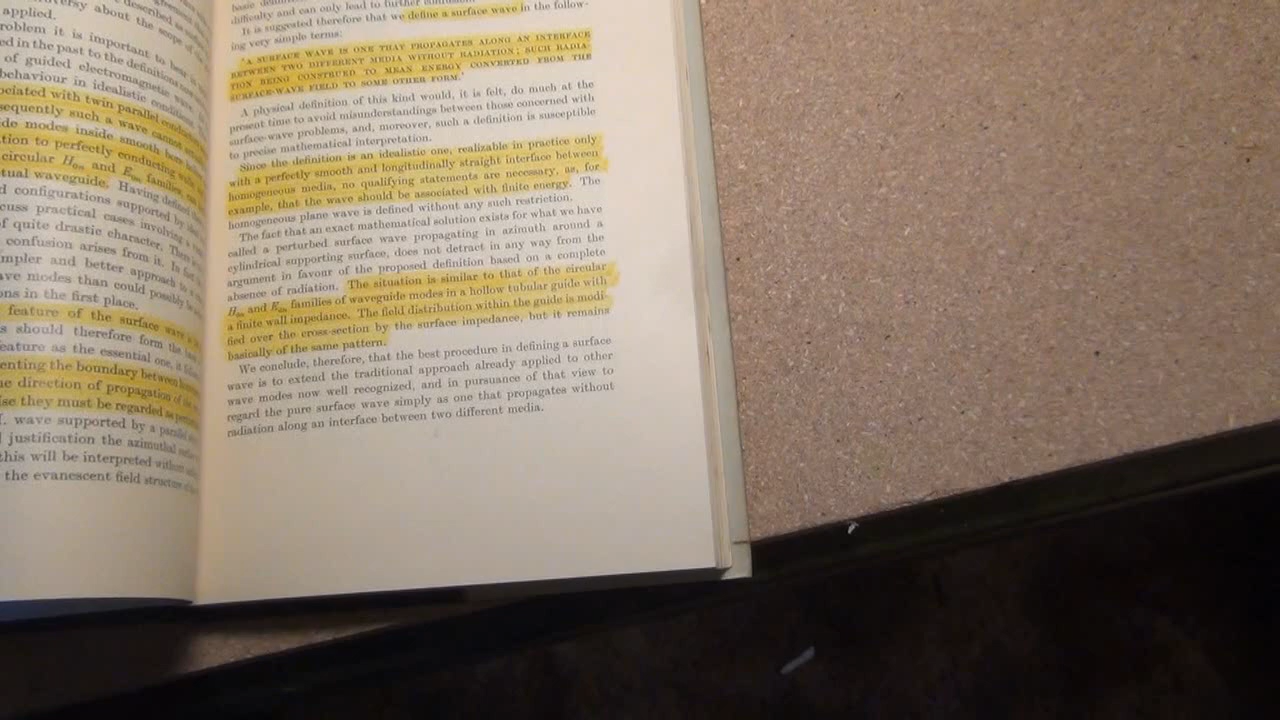 applied.
problem it is important to
ed in the past to the definition
of guided electromagnetic
behaviour in idealistic
ociated with twin parallel
sequently such a wave cannot
de modes inside smooth
tion to perfectly conducting
circular H₀ₘ and E₀ₘ families,
tual waveguide. Having defined
d configurations supported by
cuss practical cases involving
f quite drastic character.
confusion arises from it. In
mpler and better approach to
ave modes than could possibly be
ons in the first place.
feature of the surface wave
s should therefore form the
feature as the essential one,
enting the boundary between
he direction of propagation of
se they must be regarded as
wave supported by a parallel
justification the azimuthal
this will be interpreted without
the evanescent field structure of
difficulty and can only lead to further
It is suggested therefore that we define a surface wave in the follow-
ing very simple terms:
'A SURFACE WAVE IS ONE THAT PROPAGATES ALONG AN INTERFACE
BETWEEN TWO DIFFERENT MEDIA WITHOUT RADIATION; SUCH RADIA-
TION BEING CONSTRUED TO MEAN ENERGY CONVERTED FROM THE
SURFACE-WAVE FIELD TO SOME OTHER FORM.'
A physical definition of this kind would, it is felt, do much at the
present time to avoid misunderstandings between those concerned with
surface-wave problems, and, moreover, such a definition is susceptible
to precise mathematical interpretation.
Since the definition is an idealistic one, realizable in practice only
with a perfectly smooth and longitudinally straight interface between
homogeneous media, no qualifying statements are necessary, as, for
example, that the wave should be associated with finite energy. The
homogeneous plane wave is defined without any such restriction.
The fact that an exact mathematical solution exists for what we have
called a perturbed surface wave propagating in azimuth around a
cylindrical supporting surface, does not detract in any way from the
argument in favour of the proposed definition based on a complete
absence of radiation. The situation is similar to that of the circular
H₀ₘ and E₀ₘ families of waveguide modes in a hollow tubular guide with
a finite wall impedance. The field distribution within the guide is modi-
fied over the cross-section by the surface impedance, but it remains
basically of the same pattern.
We conclude, therefore, that the best procedure in defining a surface
wave is to extend the traditional approach already applied to other
wave modes now well recognized, and in pursuance of that view to
regard the pure surface wave simply as one that propagates without
radiation along an interface between two different media.